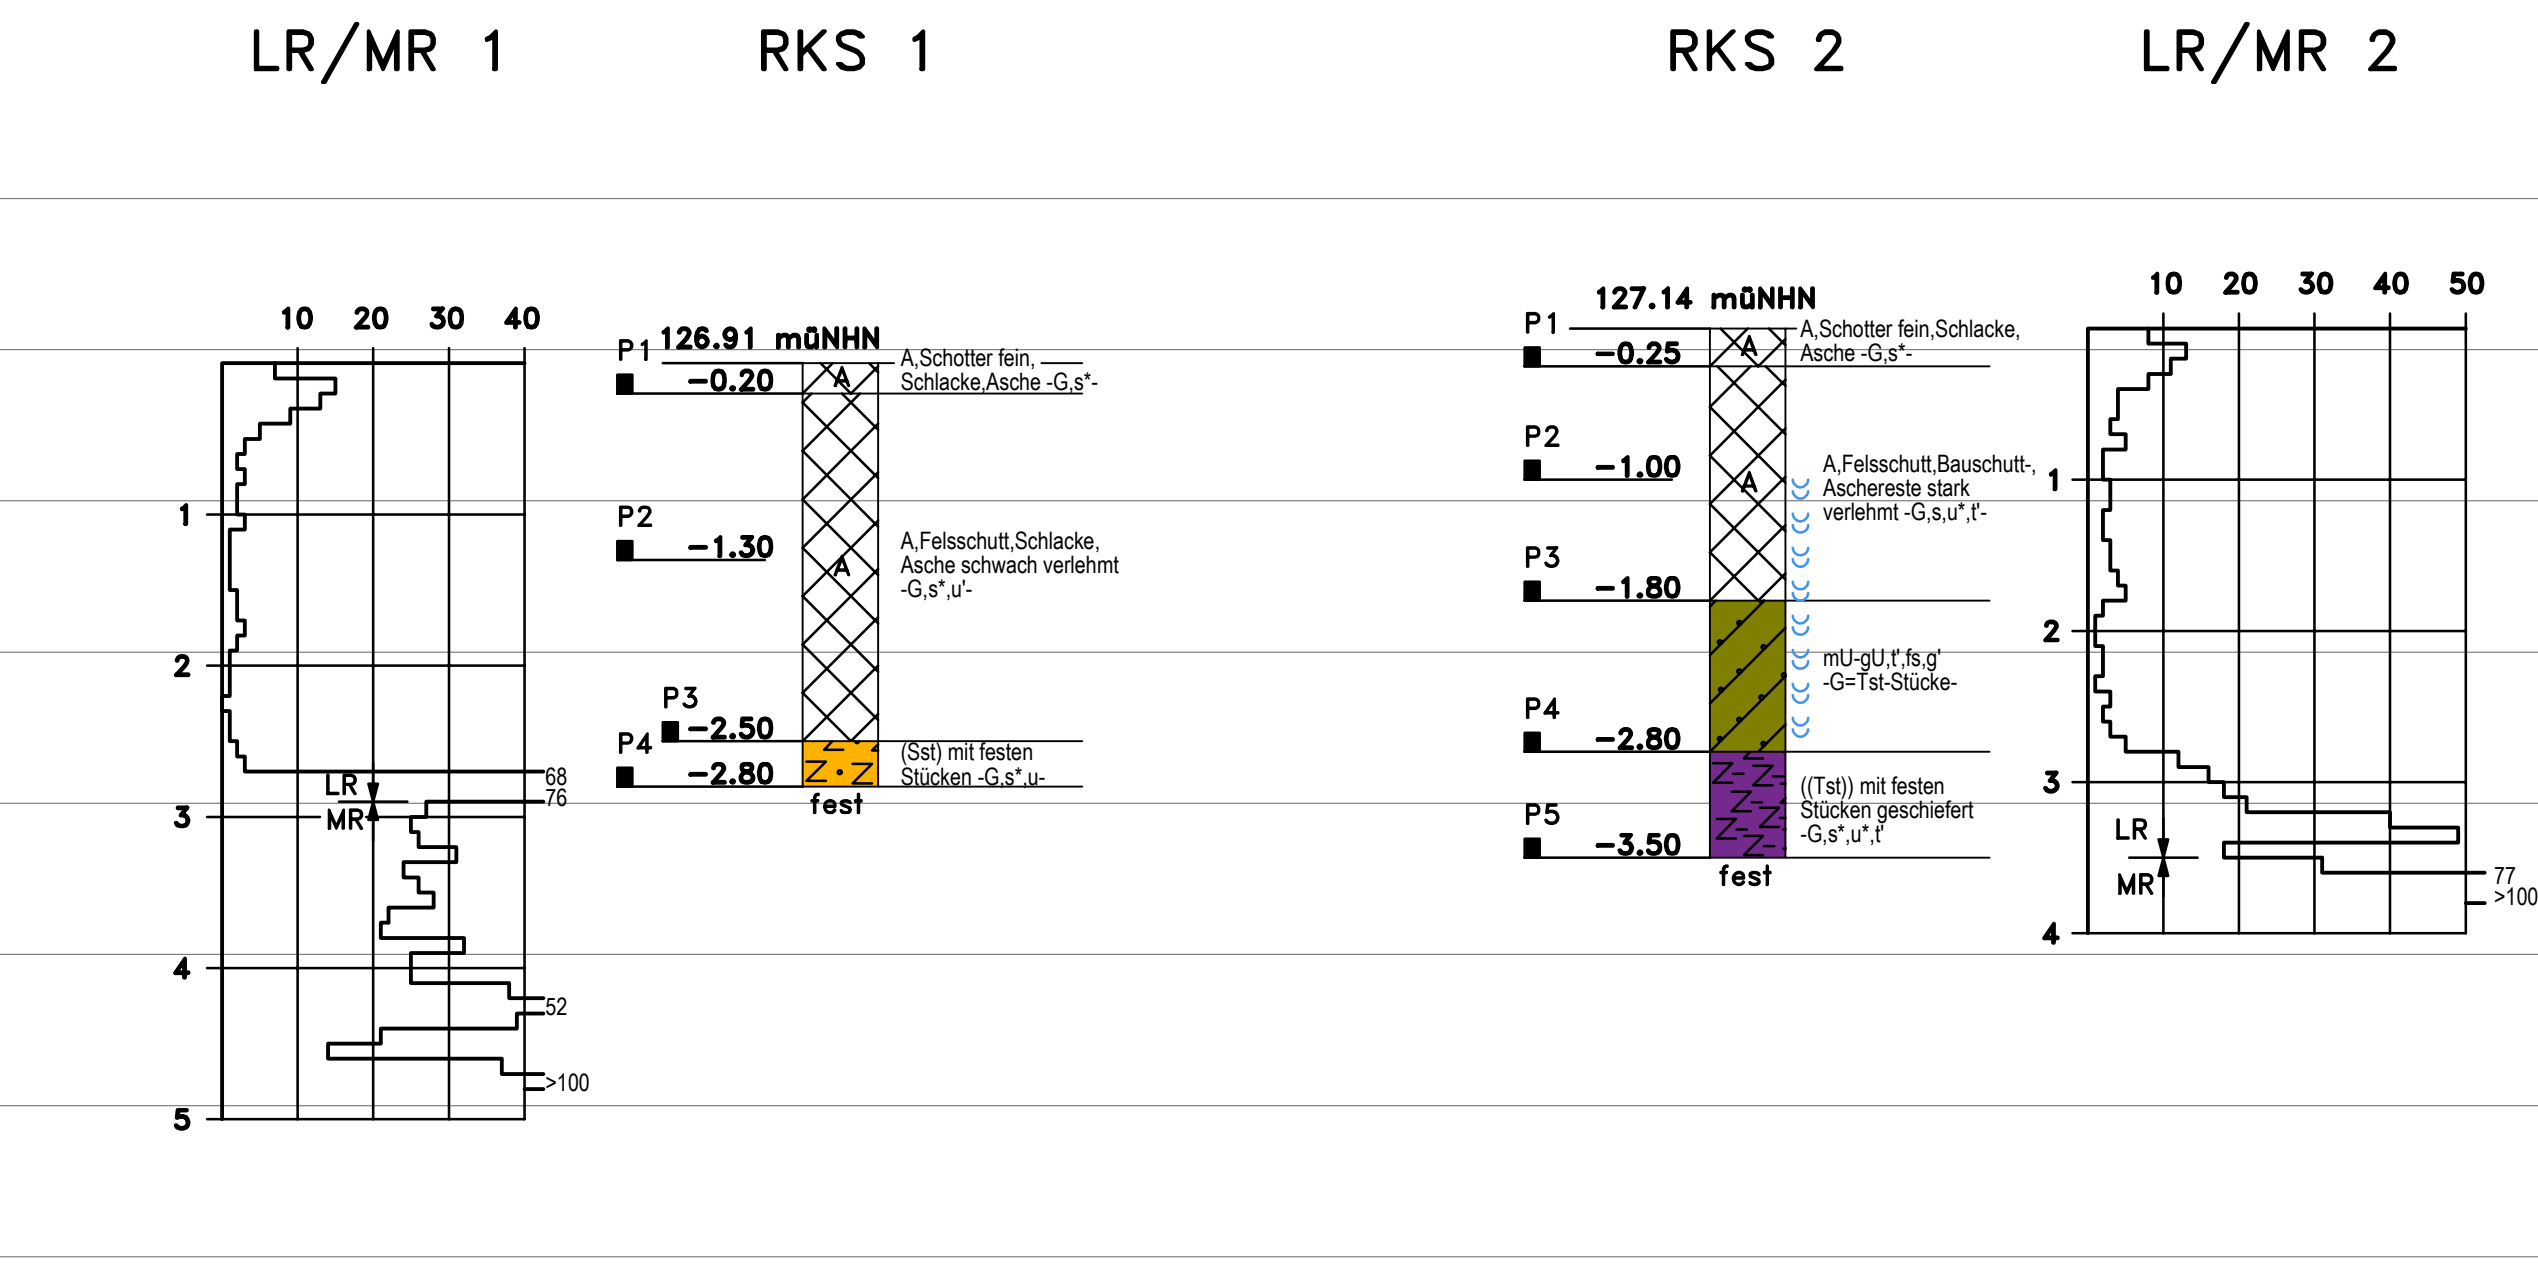 LR/MR 1
RKS 1
RKS 2
LR/MR 2
10 20 30 40
1
2
3
4
5
LR
MR
68
76
52
>100
126.91 müNHN
P1
-0.20
P2
-1.30
P3
-2.50
P4
-2.80
A
A
fest
A,Schotter fein,
Schlacke,Asche -G,s*-
A,Felsschutt,Schlacke,
Asche schwach verlehmt
-G,s*,u'-
(Sst) mit festen
Stücken -G,s*,u-
127.14 müNHN
P1
-0.25
P2
-1.00
P3
-1.80
P4
-2.80
P5
-3.50
A
A
fest
A,Schotter fein,Schlacke,
Asche -G,s*-
A,Felsschutt,Bauschutt-,
Aschereste stark
verlehmt -G,s,u*,t'-
mU-gU,t',fs,g'
-G=Tst-Stücke-
((Tst)) mit festen
Stücken geschiefert
-G,s*,u*,t'
10 20 30 40 50
1
2
3
4
LR
MR
77
>100